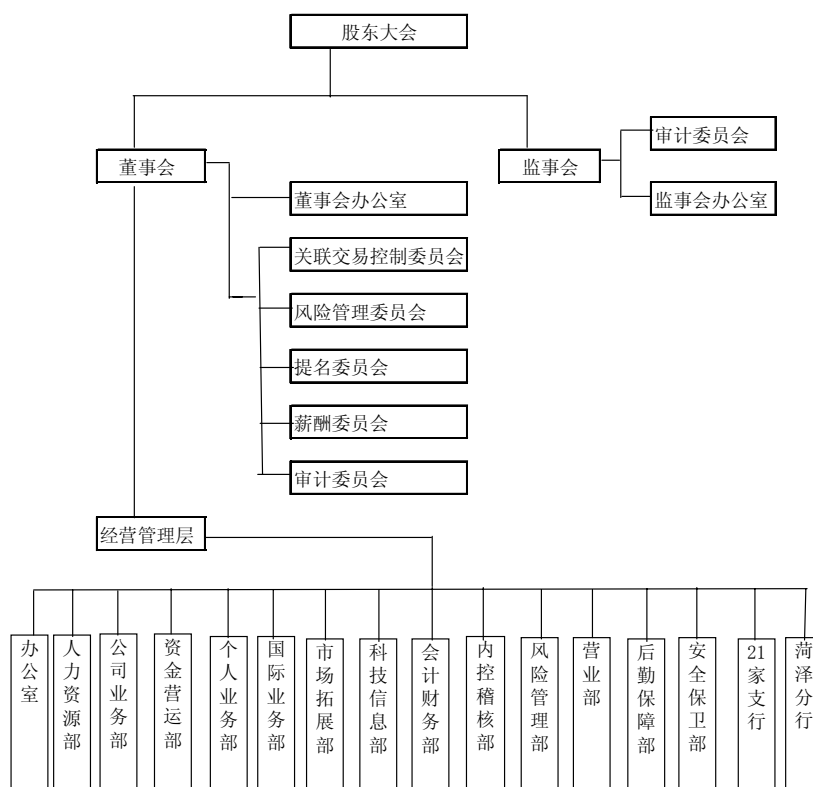 股东大会
董事会
监事会
审计委员会
监事会办公室
董事会办公室
关联交易控制委员会
风险管理委员会
提名委员会
薪酬委员会
审计委员会
经营管理层
办公室
人力资源部
公司业务部
资金营运部
个人业务部
国际业务部
市场拓展部
科技信息部
会计财务部
内控稽核部
风险管理部
营业部
后勤保障部
安全保卫部
21家支行
菏泽分行